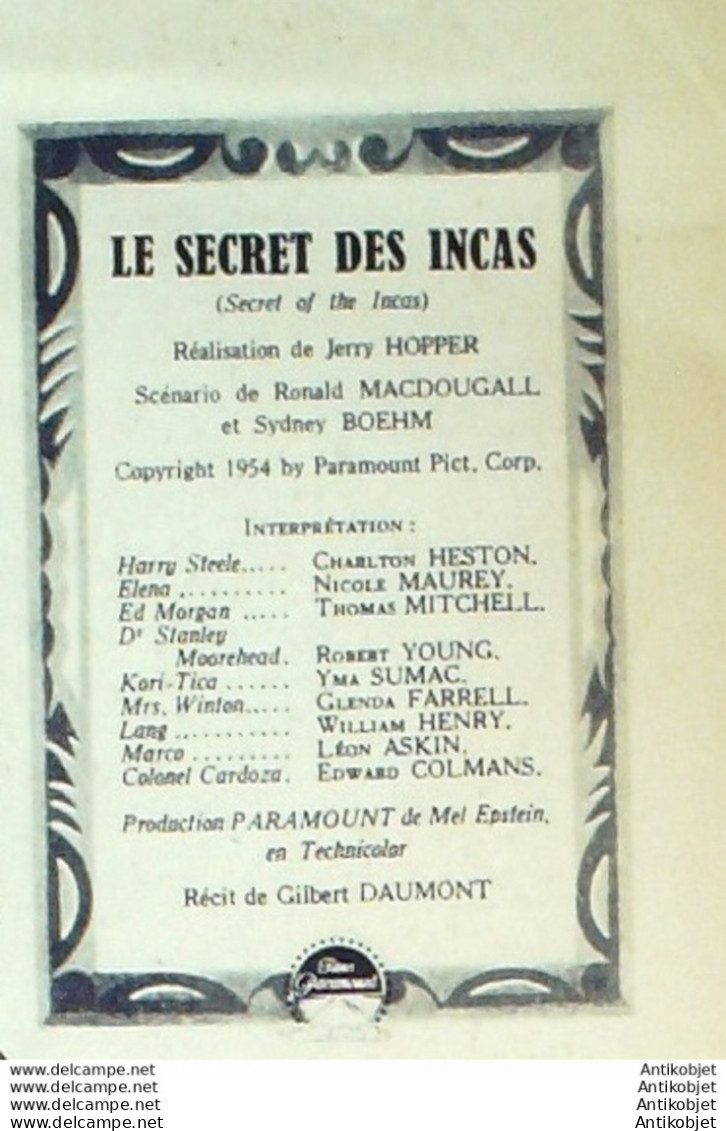 LE SECRET DES INCAS
(Secret of the Incas)
Réalisation de Jerry HOPPER
Scénario de Ronald MACDOUGALL
et Sydney BOEHM
Copyright 1954 by Paramount Pict. Corp.
INTERPRÉTATION :
Harry Steele..... CHARLTON HESTON.
Elena .......... NICOLE MAUREY.
Ed Morgan ..... THOMAS MITCHELL.
Dr Stanley
Moorehead. ROBERT YOUNG.
Kori-Tica ...... YMA SUMAC.
Mrs. Winton..... GLENDA FARRELL.
Lang ........... WILLIAM HENRY.
Marco ......... LÉON ASKIN.
Colonel Cardoza. EDWARD COLMANS.
Production PARAMOUNT de Mel Epstein,
en Technicolor
Récit de Gilbert DAUMONT
Paramount
www.delcampe.net Antikobjet
www.delcampe.net Antikobjet
www.delcampe.net Antikobjet
www.delcampe.net Antikobjet